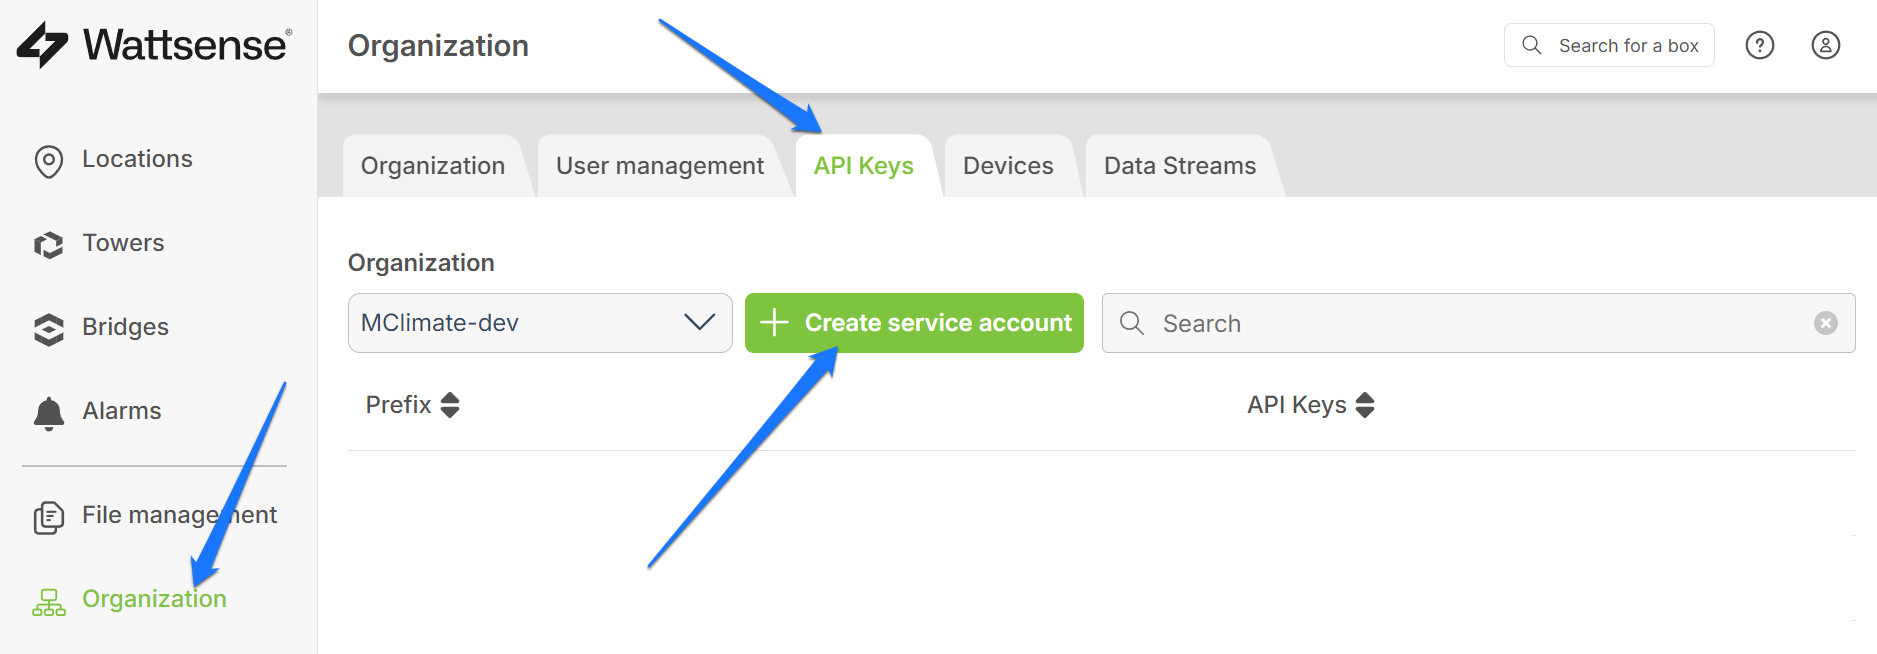 Wattsense®
Organization
Search for a box
Locations
Towers
Bridges
Alarms
File management
Organization
Organization
User management
API Keys
Devices
Data Streams
Organization
MClimate-dev
Create service account
Search
Prefix
API Keys